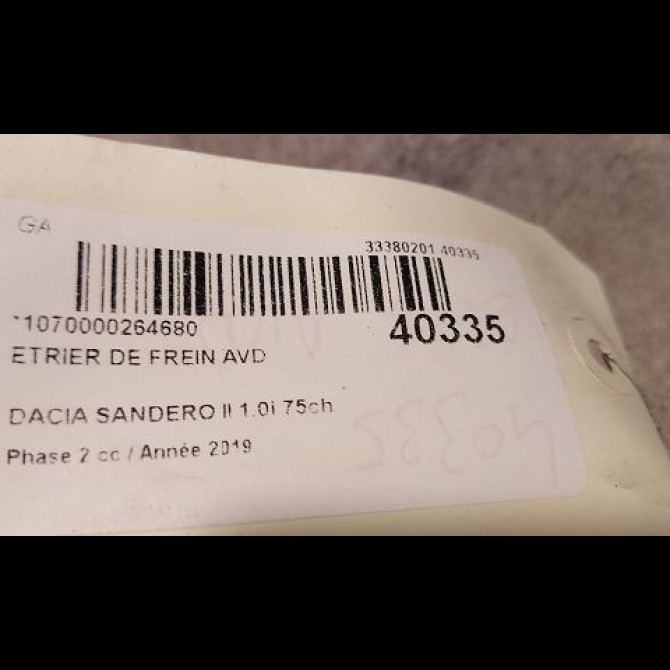 GA
33380201 40335
*1070000264680
40335
ETRIER DE FREIN AVD
DACIA SANDERO II 1.0i 75ch
Phase 2 cc / Année 2019
40335